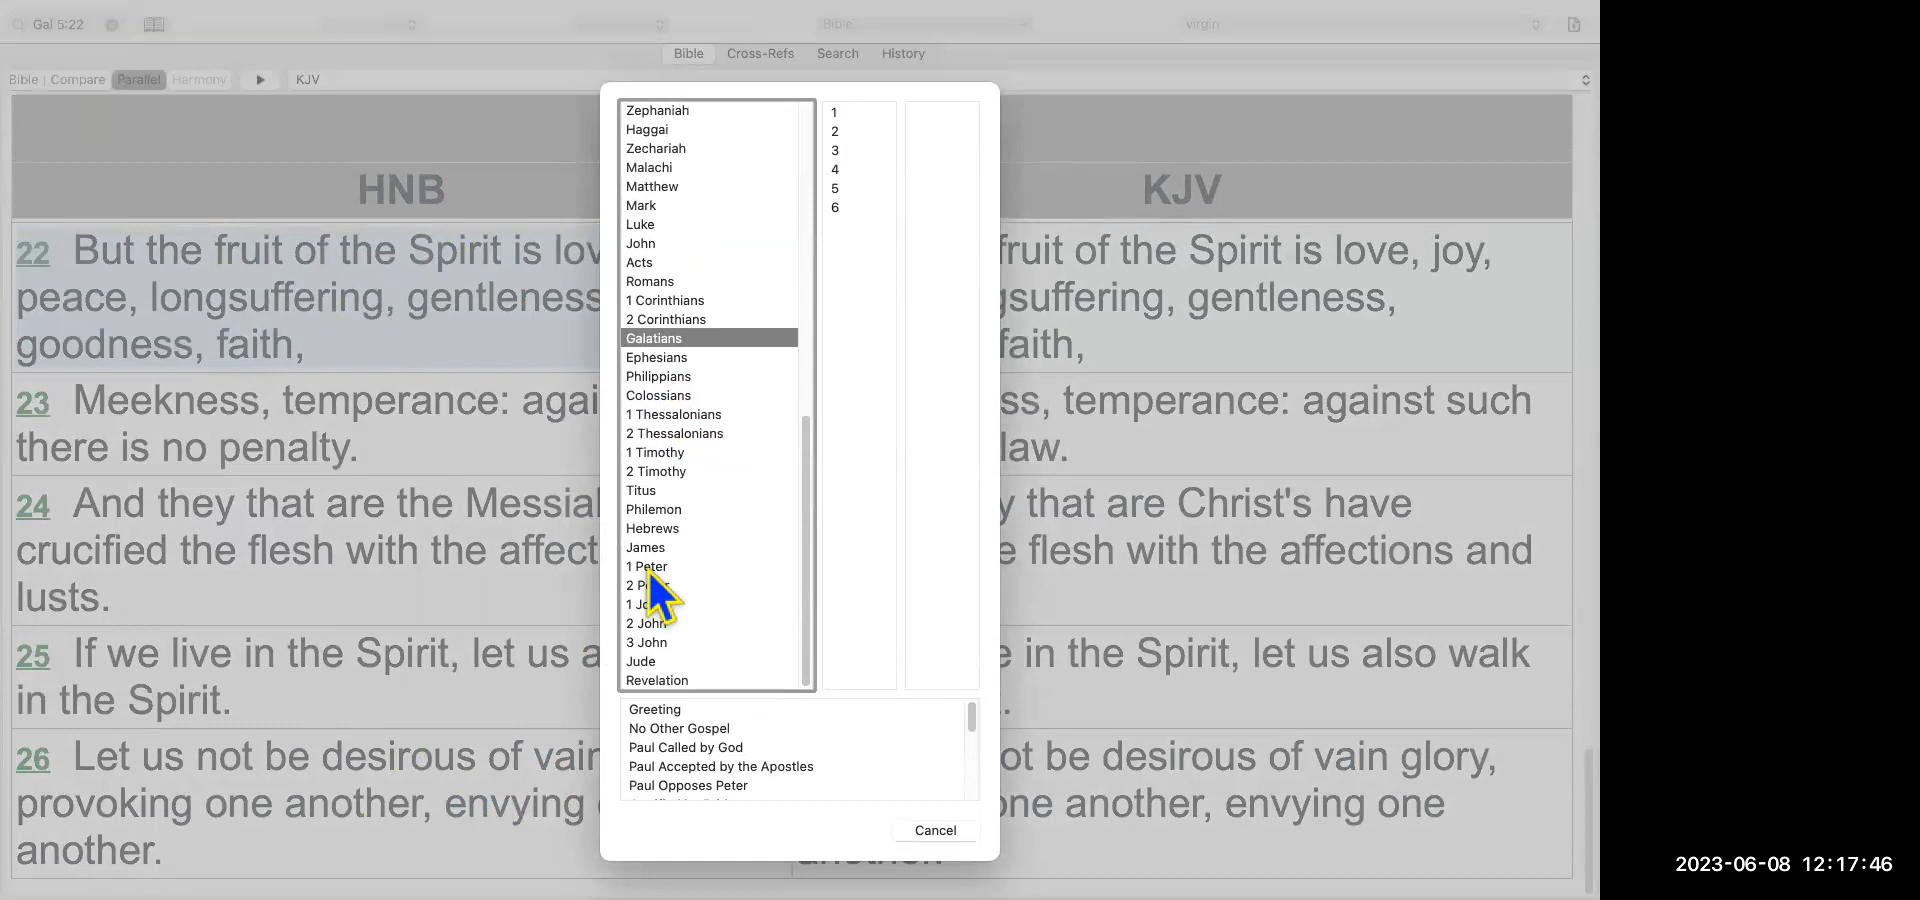 Gal 5:22
Bible
virgin
Bible Cross-Refs Search History
Bible Compare Parallel Harmony
KJV
HNB
KJV
22 But the fruit of the Spirit is
peace, longsuffering, gentleness
goodness, faith,
23 Meekness, temperance:
there is no penalty.
24 And they that are the
crucified the flesh with the
lusts.
25 If we live in the Spirit, let us
in the Spirit.
26 Let us not be desirous of vain
provoking one another, envying
another.
fruit of the Spirit is love, joy,
gentleness,
faith,
temperance: against such
law.
that are Christ's have
flesh with the affections and
in the Spirit, let us also walk
be desirous of vain glory,
one another, envying one
Zephaniah
Haggai
Zechariah
Malachi
Matthew
Mark
Luke
John
Acts
Romans
1 Corinthians
2 Corinthians
Galatians
Ephesians
Philippians
Colossians
1 Thessalonians
2 Thessalonians
1 Timothy
2 Timothy
Titus
Philemon
Hebrews
James
1 Peter
2
1
2 John
3 John
Jude
Revelation
1
2
3
4
5
6
Greeting
No Other Gospel
Paul Called by God
Paul Accepted by the Apostles
Paul Opposes Peter
Cancel
2023-06-08 12:17:46